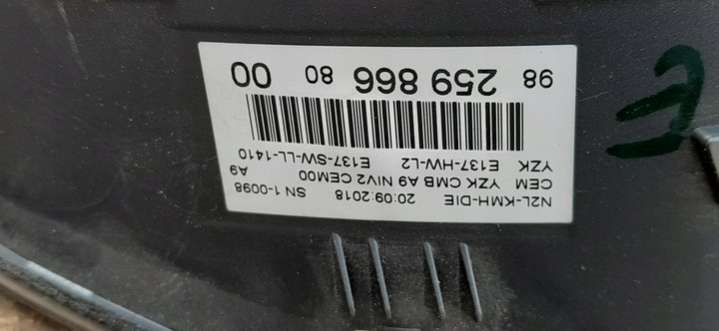 N2L-KMH-DIE 20:09:2018 SN 1-0098
CEM YZK CMB A9 NIV2 CEM00 A9
YZK E137-HW-L2 E137-SW-LL-1410
98 259 866 80 00
E